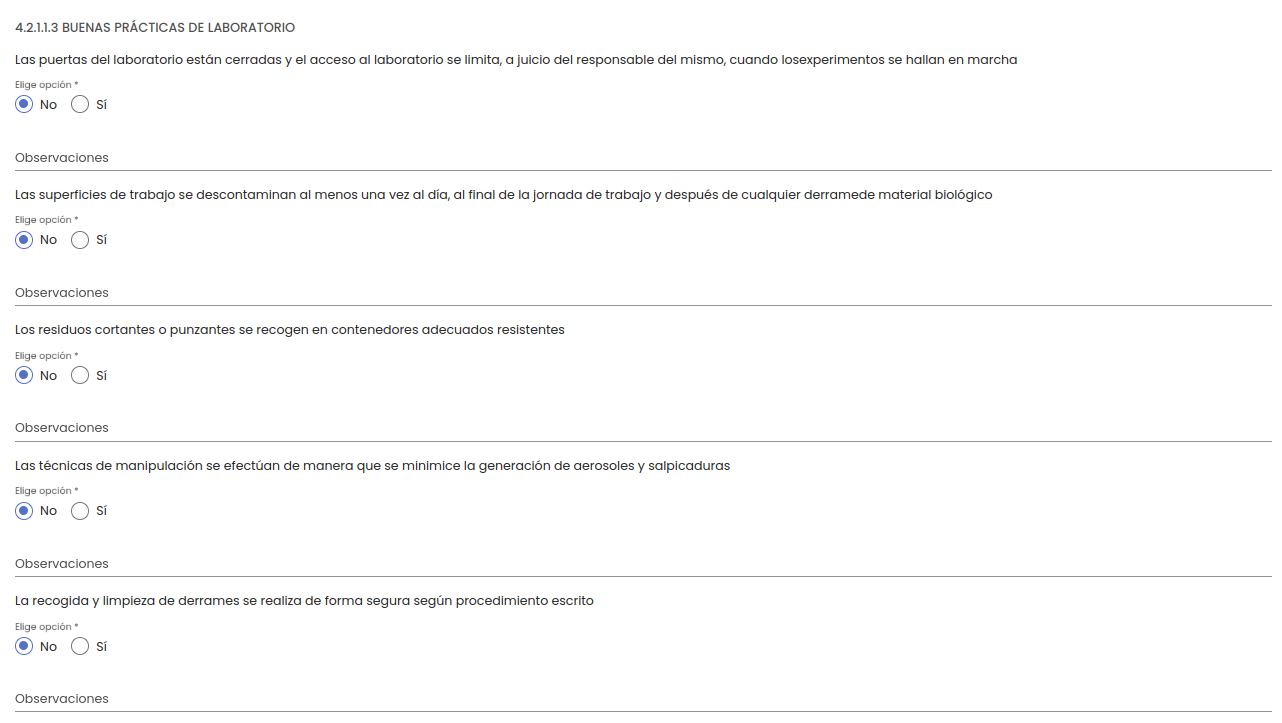 4.2.1.1.3 BUENAS PRÁCTICAS DE LABORATORIO
Las puertas del laboratorio están cerradas y el acceso al laboratorio se limita, a juicio del responsable del mismo, cuando losexperimentos se hallan en marcha
Elige opción *
No Sí
Observaciones
Las superficies de trabajo se descontaminan al menos una vez al día, al final de la jornada de trabajo y después de cualquier derramede material biológico
Elige opción *
No Sí
Observaciones
Los residuos cortantes o punzantes se recogen en contenedores adecuados resistentes
Elige opción *
No Sí
Observaciones
Las técnicas de manipulación se efectúan de manera que se minimice la generación de aerosoles y salpicaduras
Elige opción *
No Sí
Observaciones
La recogida y limpieza de derrames se realiza de forma segura según procedimiento escrito
Elige opción *
No Sí
Observaciones